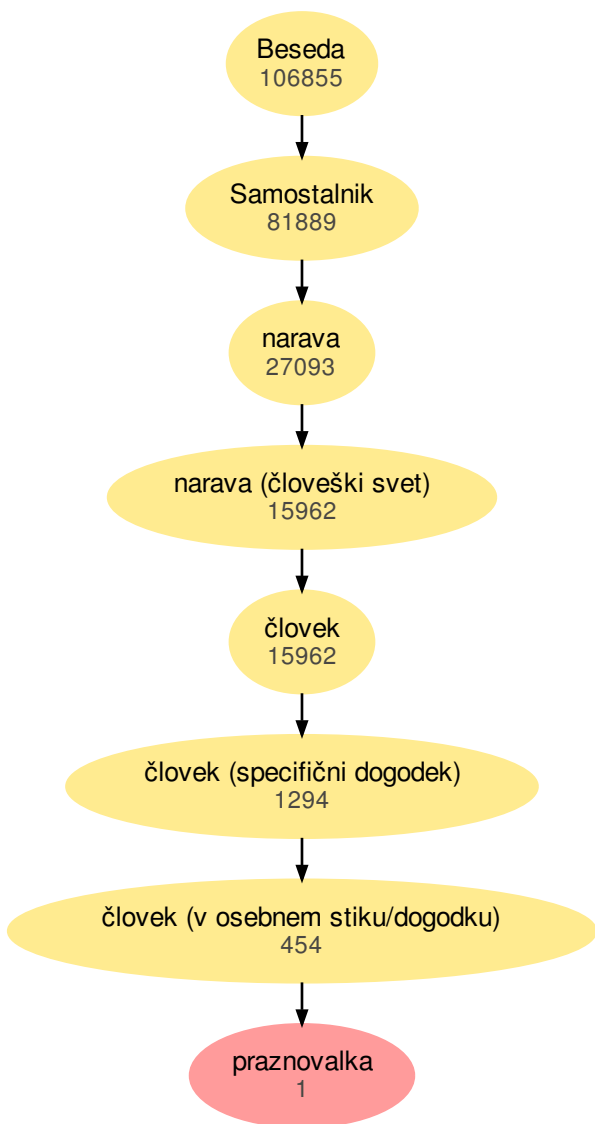 Beseda
106855
Samostalnik
81889
narava
27093
narava (človeški svet)
15962
človek
15962
človek (specifični dogodek)
1294
človek (v osebnem stiku/dogodku)
454
praznovalka
1